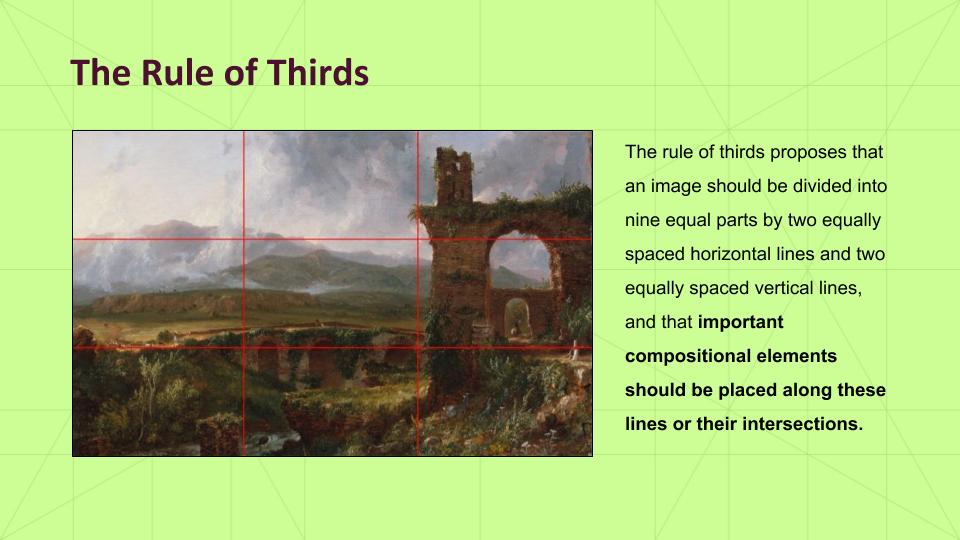 The Rule of Thirds
The rule of thirds proposes that
an image should be divided into
nine equal parts by two equally
spaced horizontal lines and two
equally spaced vertical lines,
and that important
compositional elements
should be placed along these
lines or their intersections.